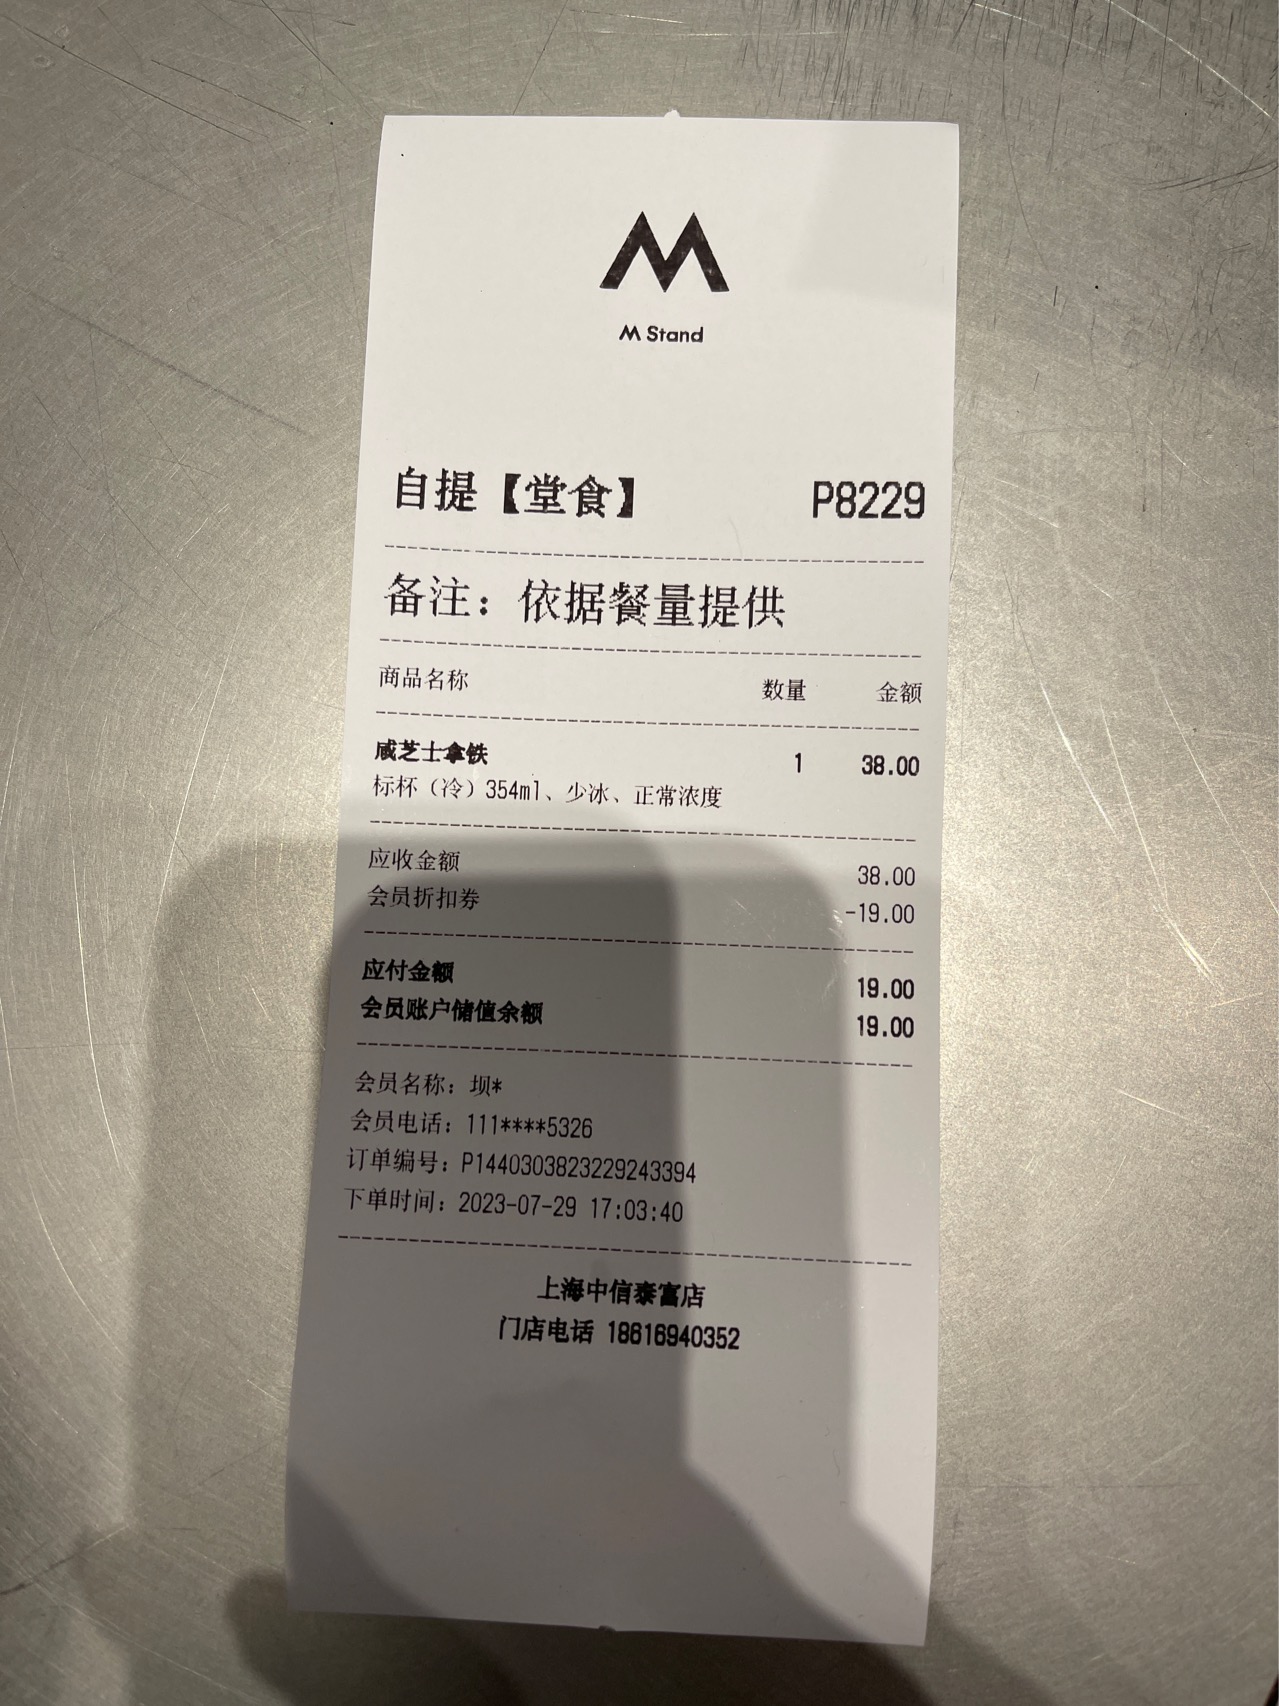 M Stand
自提【堂食】 P8229
备注：依据餐量提供
商品名称 数量 金额
咸芝士拿铁 1 38.00
标杯（冷）354ml、少冰、正常浓度
应收金额 38.00
会员折扣券 -19.00
应付金额 19.00
会员账户储值余额 19.00
会员名称：坝*
会员电话：111****5326
订单编号：P1440303823229243394
下单时间：2023-07-29 17:03:40
上海中信泰富店
门店电话 18616940352